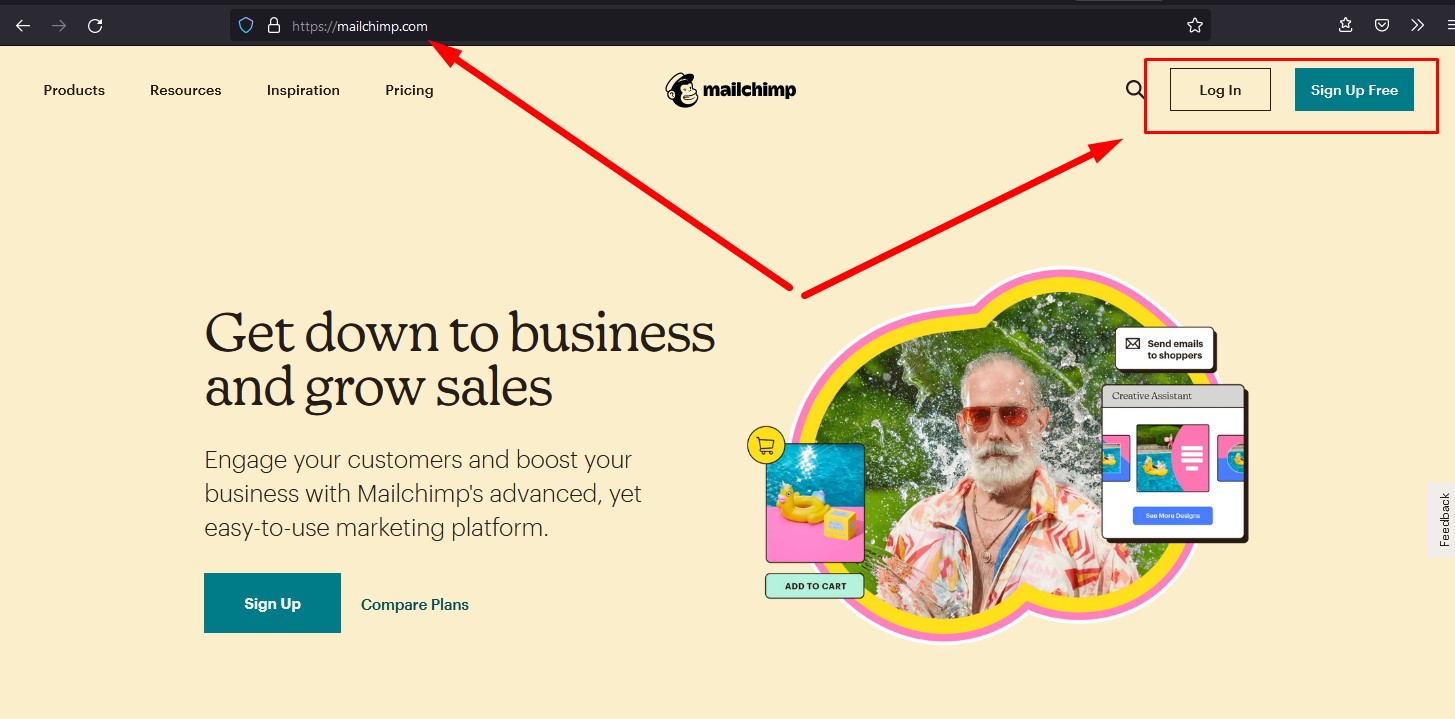 https://mailchimp.com
Products
Resources
Inspiration
Pricing
mailchimp
Log In
Sign Up Free
Get down to business
and grow sales
Engage your customers and boost your
business with Mailchimp's advanced, yet
easy-to-use marketing platform.
Sign Up
Compare Plans
Send emails
to shoppers
Creative Assistant
See More Designs
ADD TO CART
Feedback